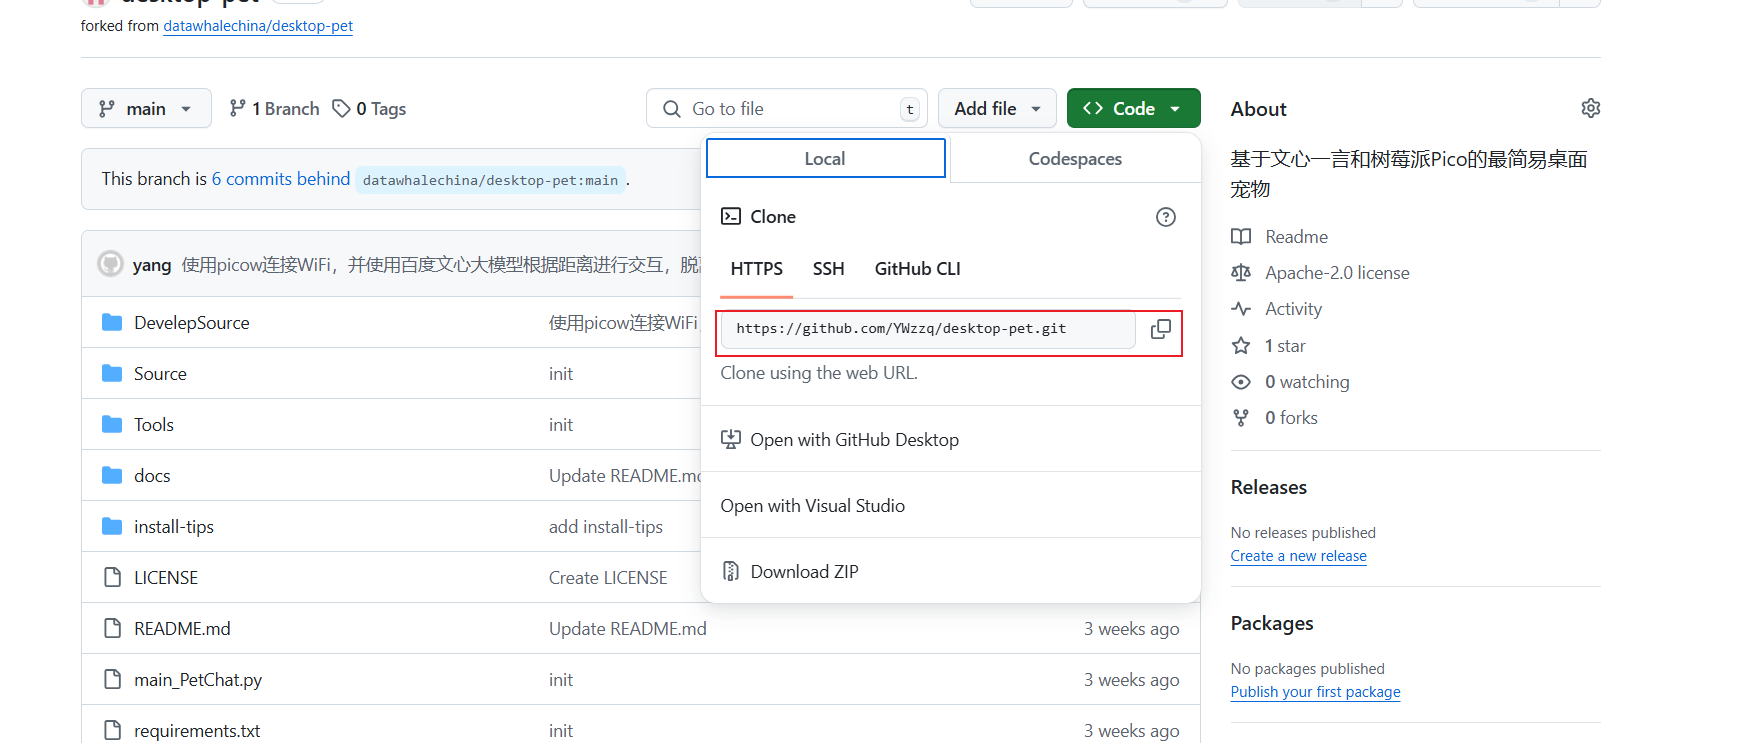 desktop-pet
forked from datawhalechina/desktop-pet
main
1 Branch
0 Tags
Go to file
t
Add file
Code
About
Local
Codespaces
基于文心一言和树莓派Pico的最简易桌面
宠物
This branch is 6 commits behind datawhalechina/desktop-pet:main .
Clone
HTTPS
SSH
GitHub CLI
https://github.com/YWzzq/desktop-pet.git
Clone using the web URL.
Open with GitHub Desktop
Open with Visual Studio
Download ZIP
yang 使用picow连接WiFi，并使用百度文心大模型根据距离进行交互，脱
DevelepSource 使用picow连接WiFi
Source init
Tools init
docs Update README.md
install-tips add install-tips
LICENSE Create LICENSE
README.md Update README.md 3 weeks ago
main_PetChat.py init 3 weeks ago
requirements.txt init 3 weeks ago
Readme
Apache-2.0 license
Activity
1 star
0 watching
0 forks
Releases
No releases published
Create a new release
Packages
No packages published
Publish your first package